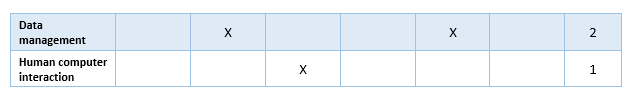 Data
management X X 2
Human computer
interaction X 1